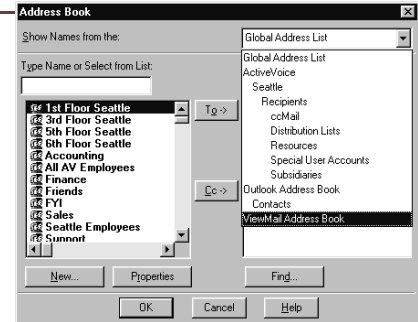 Address Book
Show Names from the:
Global Address List
Type Name or Select from List:
Global Address List
ActiveVoice
Seattle
Recipients
ccMail
Distribution Lists
Resources
Special User Accounts
Subsidiaries
Outlook Address Book
Contacts
ViewMail Address Book
1st Floor Seattle
3rd Floor Seattle
5th Floor Seattle
6th Floor Seattle
Accounting
All AV Employees
Finance
Friends
FYI
Sales
Seattle Employees
Support
To ->
Cc ->
New...
Properties
Find...
OK
Cancel
Help